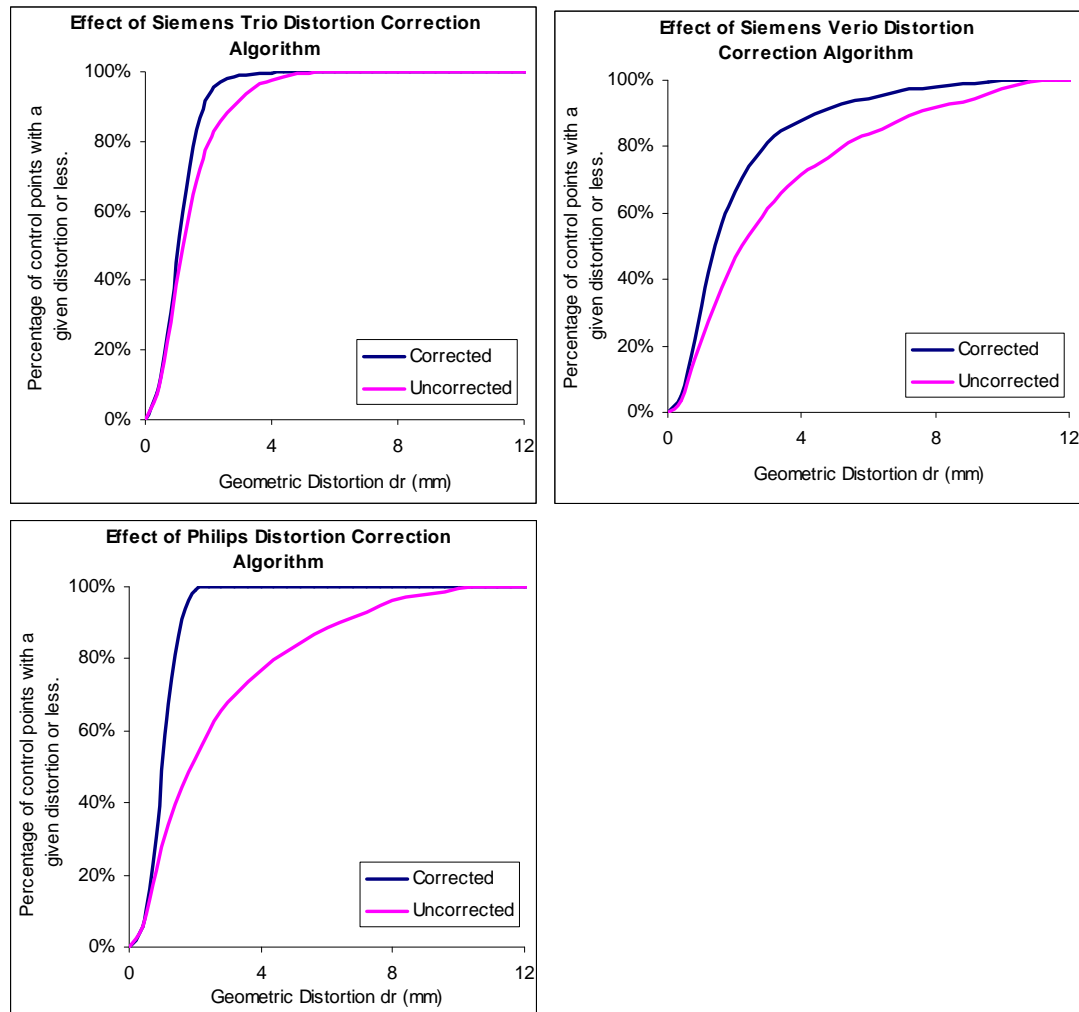 Effect of Siemens Trio Distortion Correction
Algorithm
Percentage of control points with a
given distortion or less.
100%
80%
60%
40%
20%
0%
0 4 8 12
Geometric Distortion dr (mm)
Corrected
Uncorrected
Effect of Siemens Verio Distortion
Correction Algorithm
Percentage of control points with a
given distortion or less.
100%
80%
60%
40%
20%
0%
0 4 8 12
Geometric Distortion dr (mm)
Corrected
Uncorrected
Effect of Philips Distortion Correction
Algorithm
Percentage of control points with a
given distortion or less.
100%
80%
60%
40%
20%
0%
0 4 8 12
Geometric Distortion dr (mm)
Corrected
Uncorrected